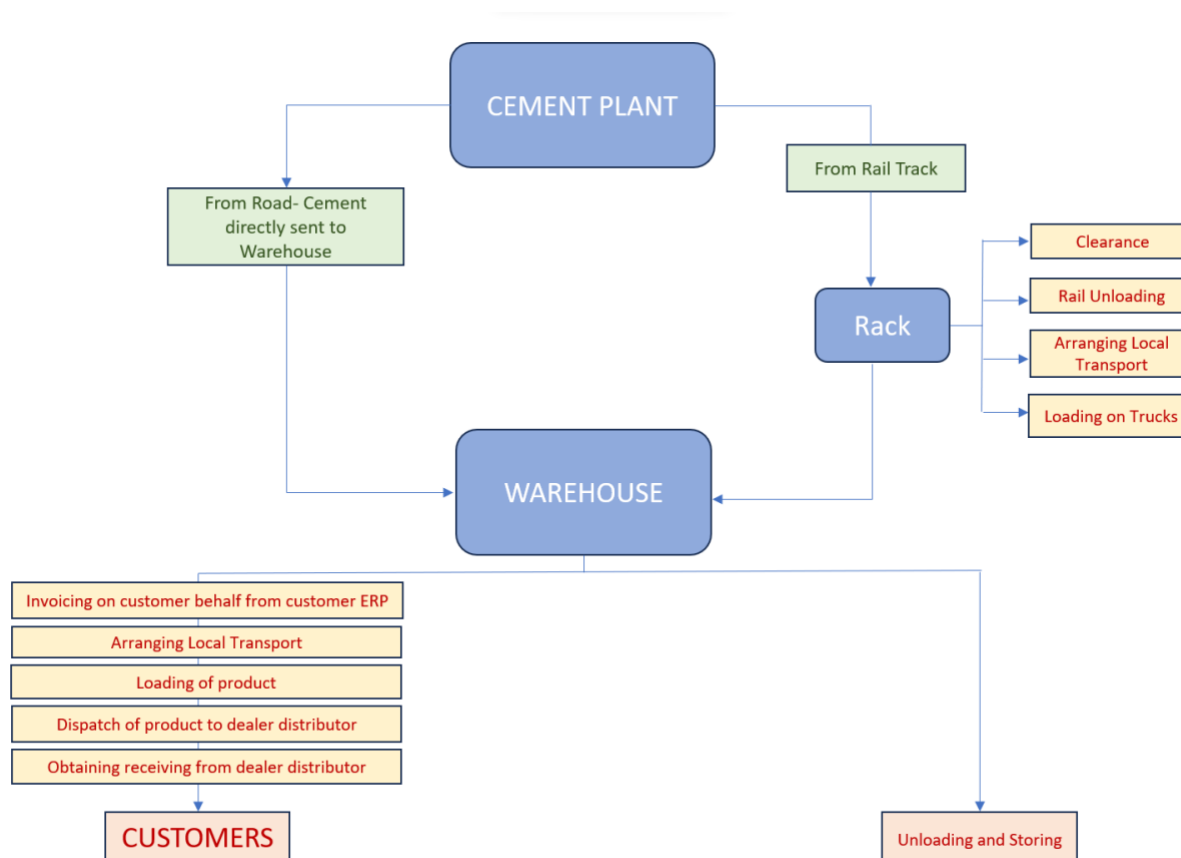 CEMENT PLANT
From Rail Track
From Road- Cement
directly sent to
Warehouse
Clearance
Rail Unloading
Rack
Arranging Local
Transport
Loading on Trucks
WAREHOUSE
Invoicing on customer behalf from customer ERP
Arranging Local Transport
Loading of product
Dispatch of product to dealer distributor
Obtaining receiving from dealer distributor
CUSTOMERS
Unloading and Storing